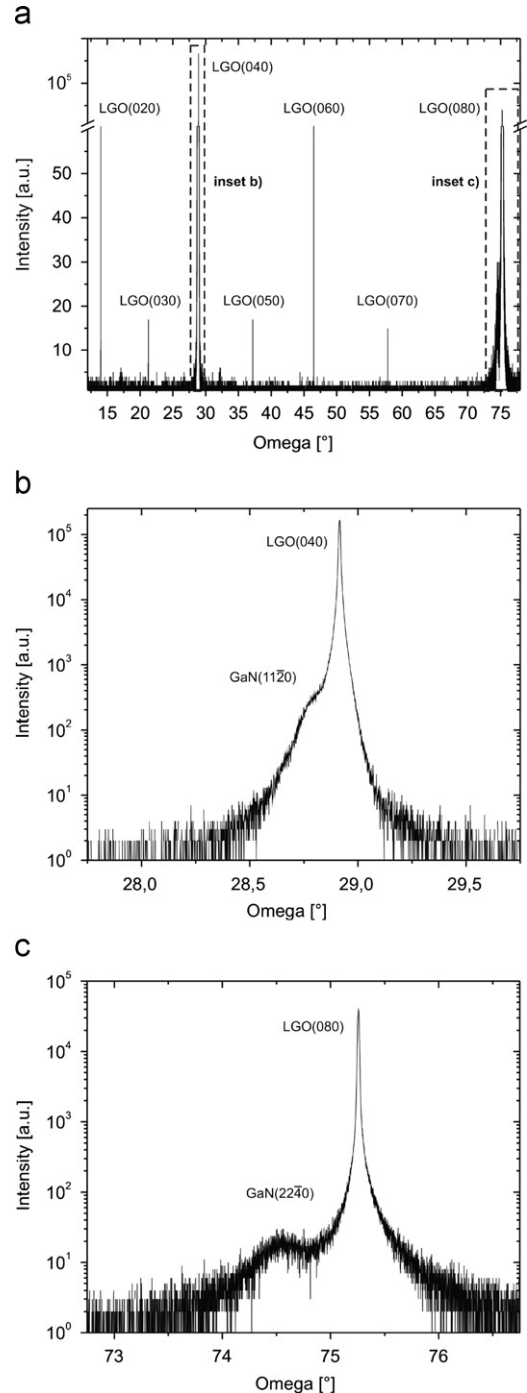 a
10⁵
LGO(040)
LGO(020)
LGO(060)
LGO(080)
50
inset b)
inset c)
40
30
20
LGO(030)
LGO(050)
LGO(070)
10
Intensity [a.u.]
15 20 25 30 35 40 45 50 55 60 65 70 75
Omega [°]
b
10⁵
LGO(040)
10³
GaN(112̅0)
10²
10¹
10⁰
Intensity [a.u.]
28,0 28,5 29,0 29,5
Omega [°]
c
10⁵
LGO(080)
10⁴
10³
10²
GaN(224̅0)
10¹
10⁰
Intensity [a.u.]
73 74 75 76
Omega [°]